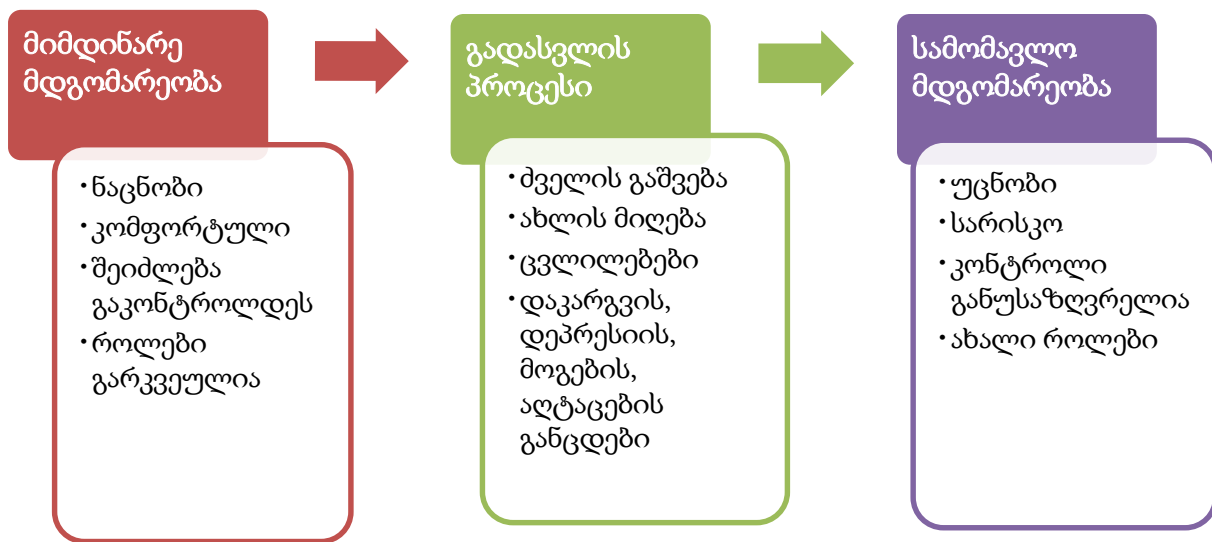 მიმდინარე
მდგომარეობა
· ნაცნობი
· კომფორტული
· შეიძლება
გაკონტროლდეს
· როლები
გარკვეულია
გადასვლის
პროცესი
· ძველის გაშვება
· ახლის მიღება
· ცვლილებები
· დაკარგვის,
დეპრესიის,
მოგების,
აღტაცების
განცდები
სამომავლო
მდგომარეობა
· უცნობი
· სარისკო
· კონტროლი
განუსაზღვრელია
· ახალი როლები